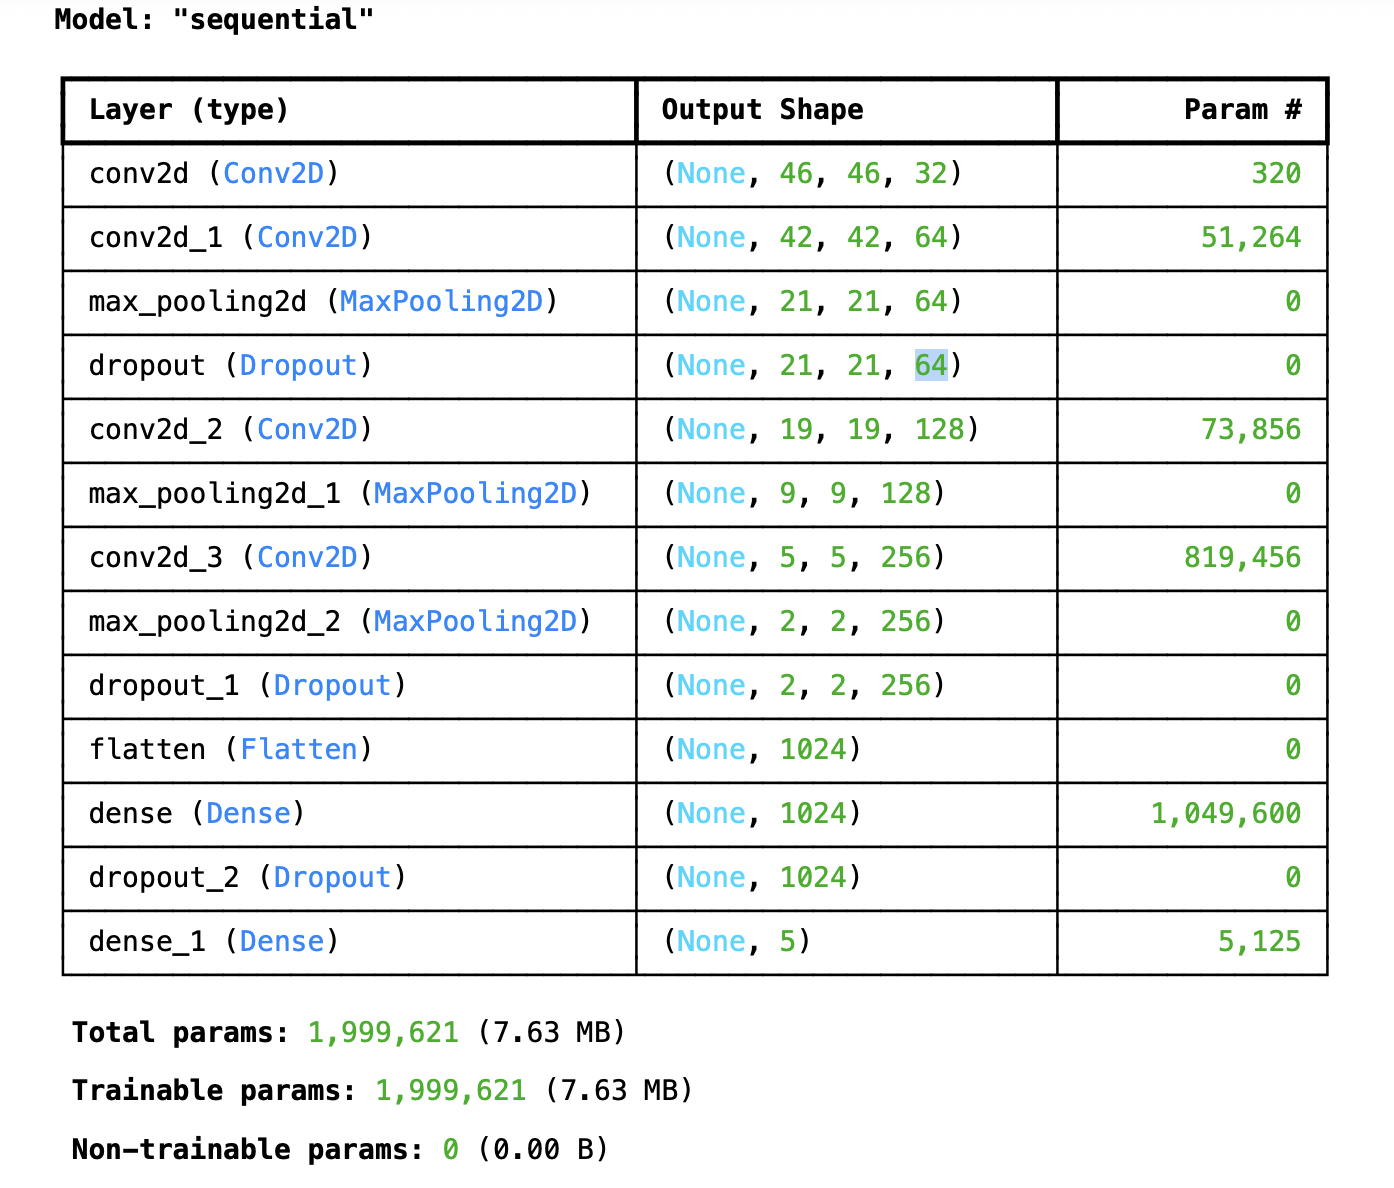 Model: "sequential"
Layer (type) Output Shape Param #
conv2d (Conv2D) (None, 46, 46, 32) 320
conv2d_1 (Conv2D) (None, 42, 42, 64) 51,264
max_pooling2d (MaxPooling2D) (None, 21, 21, 64) 0
dropout (Dropout) (None, 21, 21, 64) 0
conv2d_2 (Conv2D) (None, 19, 19, 128) 73,856
max_pooling2d_1 (MaxPooling2D) (None, 9, 9, 128) 0
conv2d_3 (Conv2D) (None, 5, 5, 256) 819,456
max_pooling2d_2 (MaxPooling2D) (None, 2, 2, 256) 0
dropout_1 (Dropout) (None, 2, 2, 256) 0
flatten (Flatten) (None, 1024) 0
dense (Dense) (None, 1024) 1,049,600
dropout_2 (Dropout) (None, 1024) 0
dense_1 (Dense) (None, 5) 5,125
Total params: 1,999,621 (7.63 MB)
Trainable params: 1,999,621 (7.63 MB)
Non-trainable params: 0 (0.00 B)